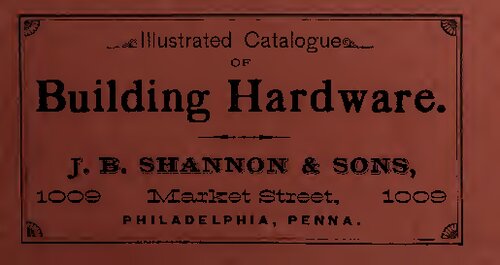 Illustrated Catalogue
OF
Building Hardware.
J. B. SHANNON & SONS,
1009 Market Street, 1009
PHILADELPHIA, PENNA.